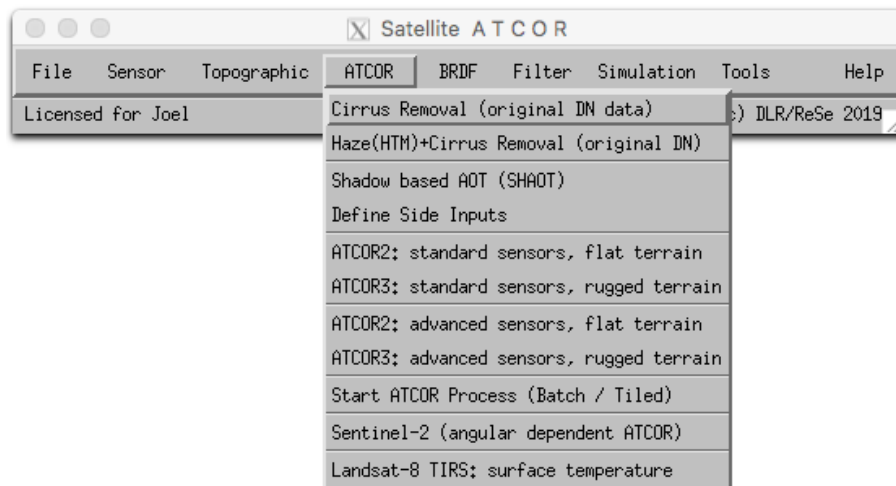 Satellite A T C O R
File Sensor Topographic ATCOR BRDF Filter Simulation Tools Help
Licensed for Joel c) DLR/ReSe 2019
Cirrus Removal (original DN data)
Haze(HTM)+Cirrus Removal (original DN)
Shadow based AOT (SHAOT)
Define Side Inputs
ATCOR2: standard sensors, flat terrain
ATCOR3: standard sensors, rugged terrain
ATCOR2: advanced sensors, flat terrain
ATCOR3: advanced sensors, rugged terrain
Start ATCOR Process (Batch / Tiled)
Sentinel-2 (angular dependent ATCOR)
Landsat-8 TIRS: surface temperature